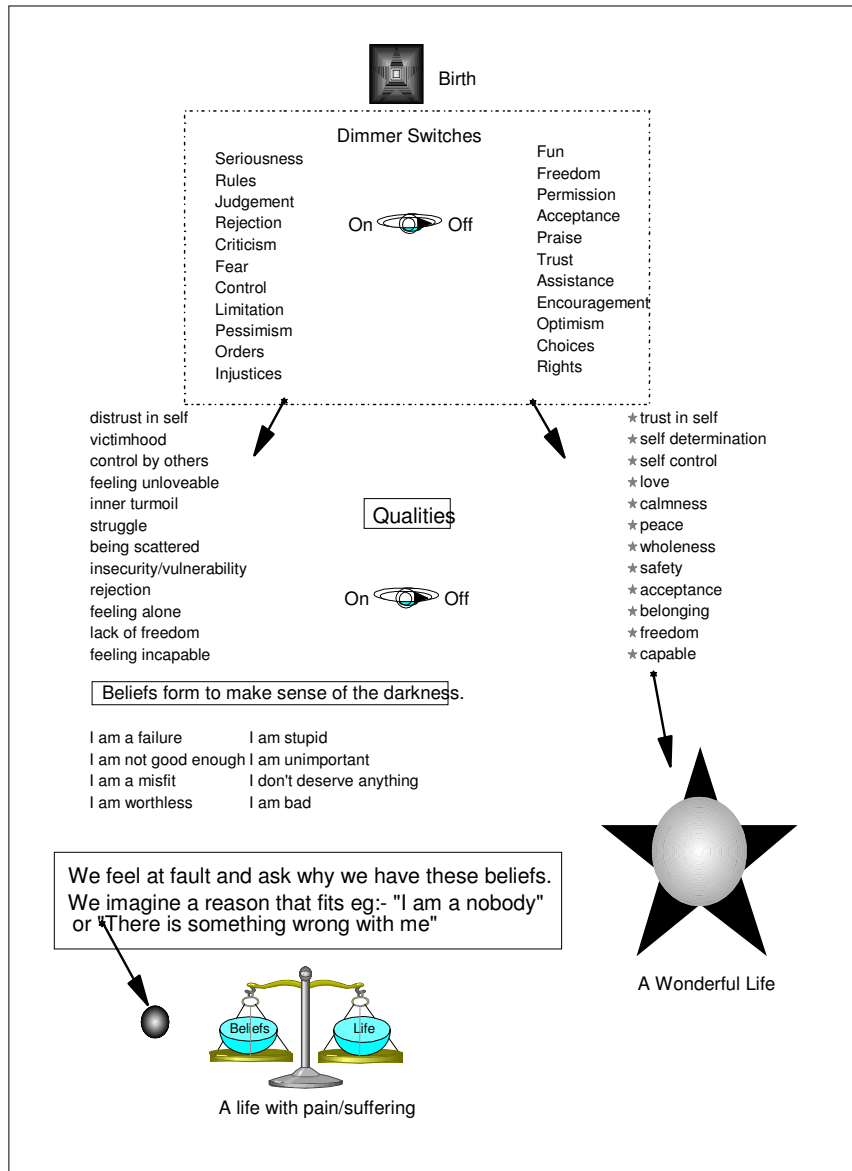 Birth
Dimmer Switches
Seriousness
Rules
Judgement
Rejection
Criticism
Fear
Control
Limitation
Pessimism
Orders
Injustices
On
Off
Fun
Freedom
Permission
Acceptance
Praise
Trust
Assistance
Encouragement
Optimism
Choices
Rights
distrust in self
victimhood
control by others
feeling unloveable
inner turmoil
struggle
being scattered
insecurity/vulnerability
rejection
feeling alone
lack of freedom
feeling incapable
Qualities
On
Off
trust in self
self determination
self control
love
calmness
peace
wholeness
safety
acceptance
belonging
freedom
capable
Beliefs form to make sense of the darkness.
I am a failure
I am not good enough
I am a misfit
I am worthless
I am stupid
I am unimportant
I don't deserve anything
I am bad
We feel at fault and ask why we have these beliefs.
We imagine a reason that fits eg:- "I am a nobody"
or "There is something wrong with me"
Beliefs
Life
A life with pain/suffering
A Wonderful Life